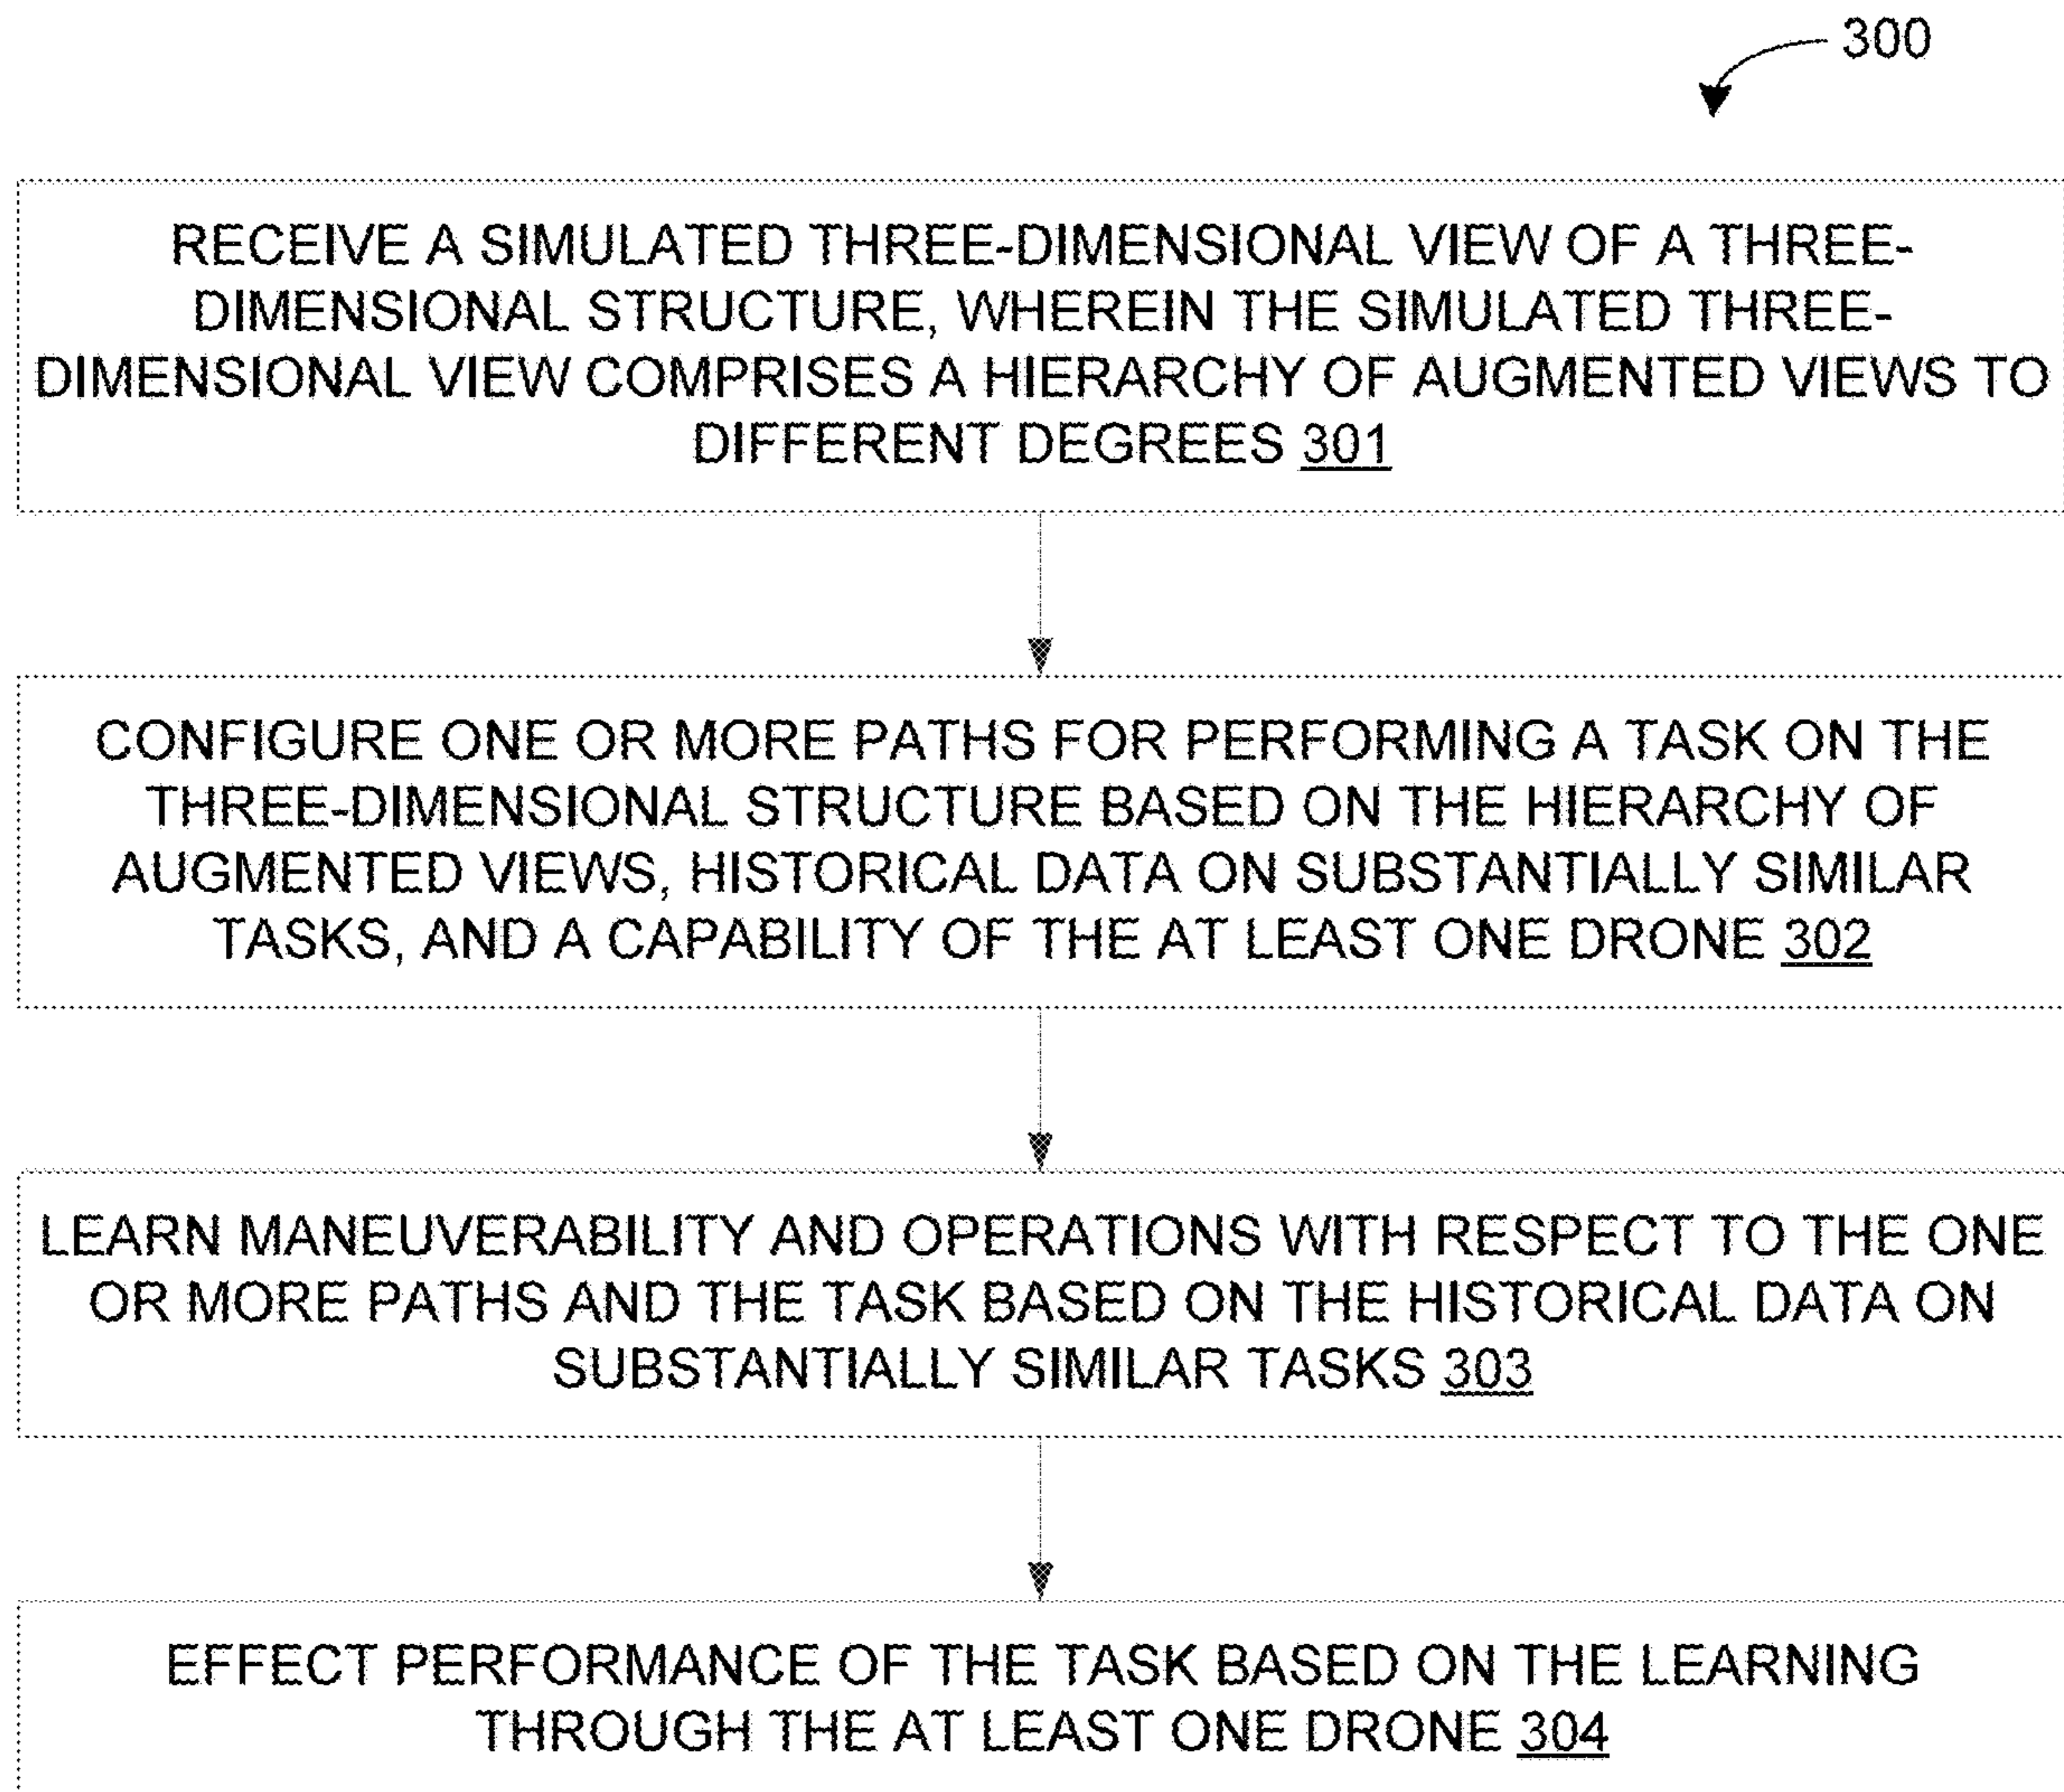 300
RECEIVE A SIMULATED THREE-DIMENSIONAL VIEW OF A THREE-
DIMENSIONAL STRUCTURE, WHEREIN THE SIMULATED THREE-
DIMENSIONAL VIEW COMPRISES A HIERARCHY OF AUGMENTED VIEWS TO
DIFFERENT DEGREES 301
CONFIGURE ONE OR MORE PATHS FOR PERFORMING A TASK ON THE
THREE-DIMENSIONAL STRUCTURE BASED ON THE HIERARCHY OF
AUGMENTED VIEWS, HISTORICAL DATA ON SUBSTANTIALLY SIMILAR
TASKS, AND A CAPABILITY OF THE AT LEAST ONE DRONE 302
LEARN MANEUVERABILITY AND OPERATIONS WITH RESPECT TO THE ONE
OR MORE PATHS AND THE TASK BASED ON THE HISTORICAL DATA ON
SUBSTANTIALLY SIMILAR TASKS 303
EFFECT PERFORMANCE OF THE TASK BASED ON THE LEARNING
THROUGH THE AT LEAST ONE DRONE 304